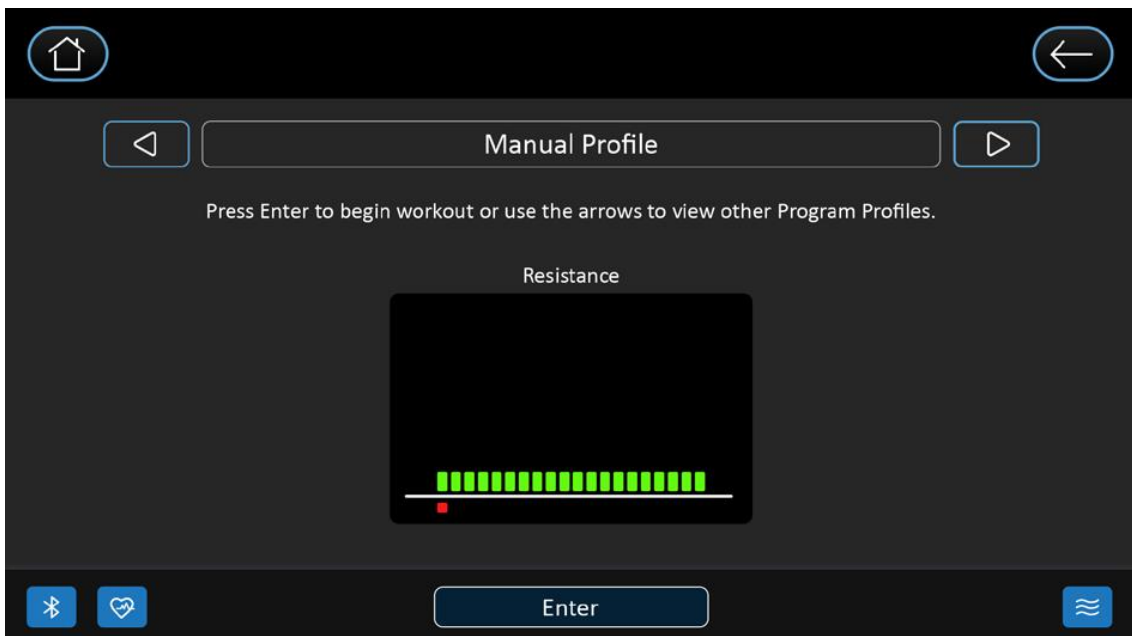 Manual Profile
Press Enter to begin workout or use the arrows to view other Program Profiles.
Resistance
Enter